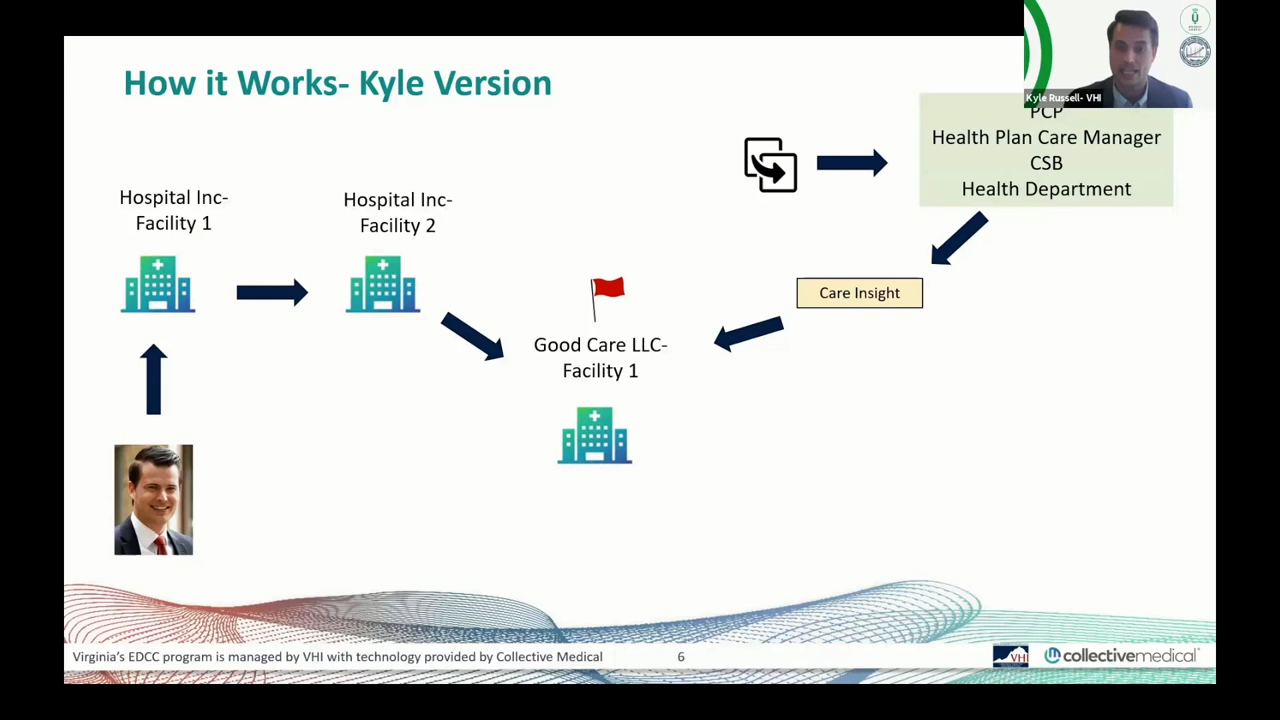 How it Works- Kyle Version
Kyle Russell- VHI
PCP
Health Plan Care Manager
CSB
Health Department
Hospital Inc-
Facility 1
Hospital Inc-
Facility 2
Care Insight
Good Care LLC-
Facility 1
Virginia's EDCC program is managed by VHI with technology provided by Collective Medical
6
VHI
collectivemedical